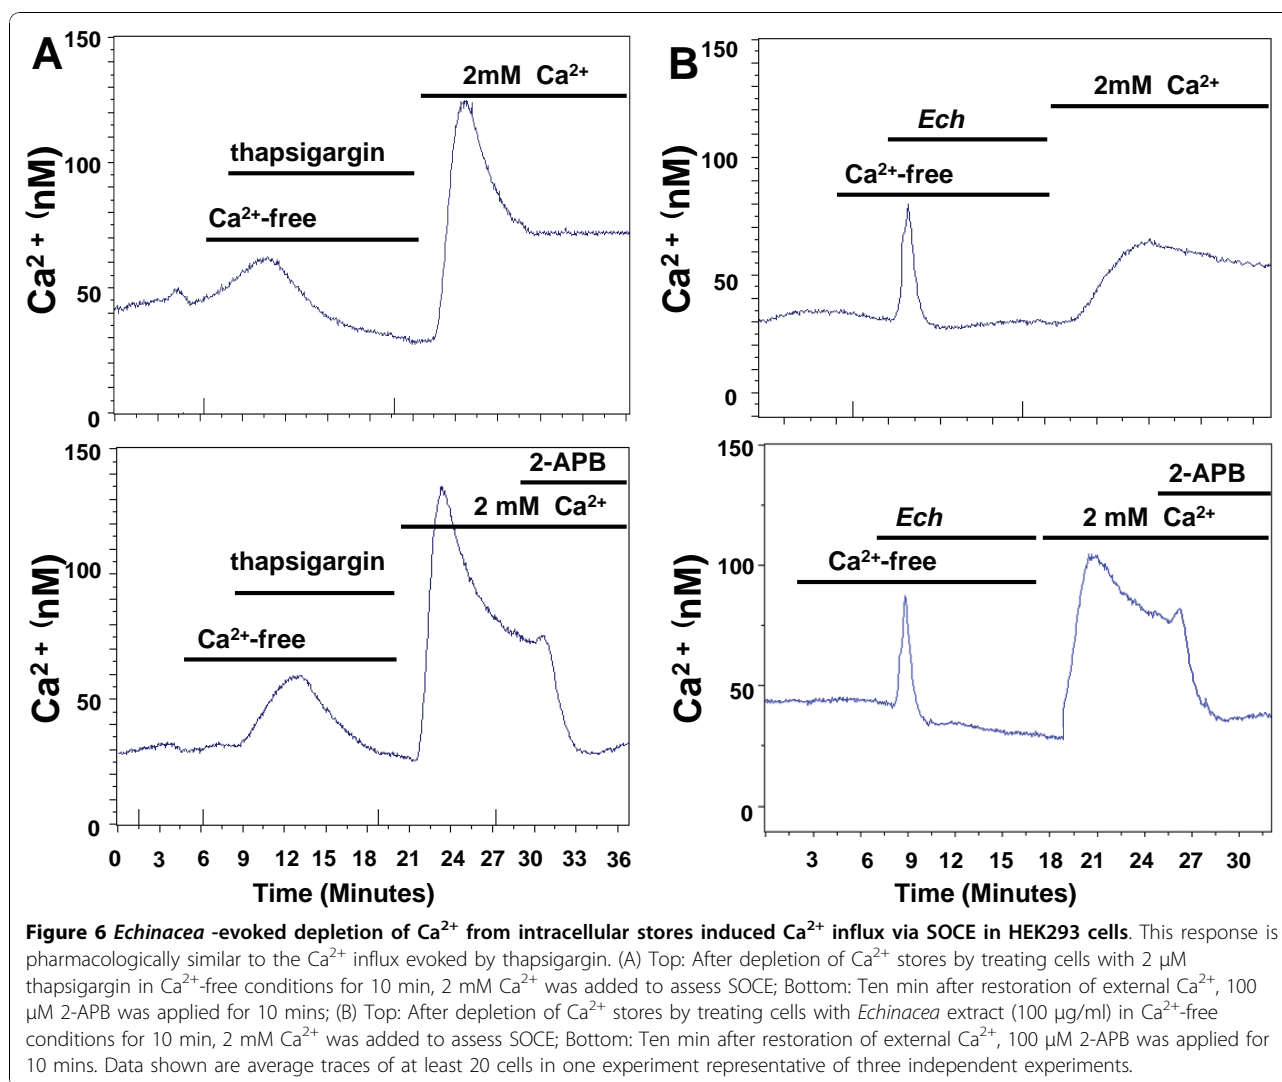 A
150
2mM Ca²⁺
thapsigargin
100
Ca²⁺-free
50
0
Ca²⁺ (nM)
B
150
2mM Ca²⁺
Ech
100
Ca²⁺-free
50
0
Ca²⁺ (nM)
150
2-APB
2 mM Ca²⁺
thapsigargin
100
Ca²⁺-free
50
0
Ca²⁺ (nM)
0 3 6 9 12 15 18 21 24 27 30 33 36
Time (Minutes)
150
2-APB
Ech
2 mM Ca²⁺
100
Ca²⁺-free
50
0
Ca²⁺ (nM)
3 6 9 12 15 18 21 24 27 30
Time (Minutes)
Figure 6 Echinacea -evoked depletion of Ca²⁺ from intracellular stores induced Ca²⁺ influx via SOCE in HEK293 cells. This response is
pharmacologically similar to the Ca²⁺ influx evoked by thapsigargin. (A) Top: After depletion of Ca²⁺ stores by treating cells with 2 μM
thapsigargin in Ca²⁺-free conditions for 10 min, 2 mM Ca²⁺ was added to assess SOCE; Bottom: Ten min after restoration of external Ca²⁺, 100
μM 2-APB was applied for 10 mins; (B) Top: After depletion of Ca²⁺ stores by treating cells with Echinacea extract (100 μg/ml) in Ca²⁺-free
conditions for 10 min, 2 mM Ca²⁺ was added to assess SOCE; Bottom: Ten min after restoration of external Ca²⁺, 100 μM 2-APB was applied for
10 mins. Data shown are average traces of at least 20 cells in one experiment representative of three independent experiments.